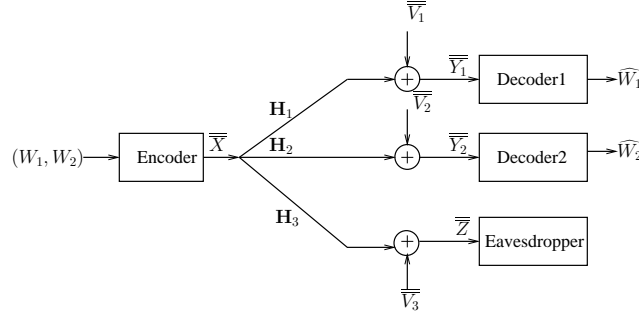 V̿₁
H₁
Y̿₁
Decoder1
Ŵ₁
V̿₂
(W₁, W₂)
Encoder
X̿
H₂
Y̿₂
Decoder2
Ŵ₂
H₃
Z̿
Eavesdropper
V̿₃